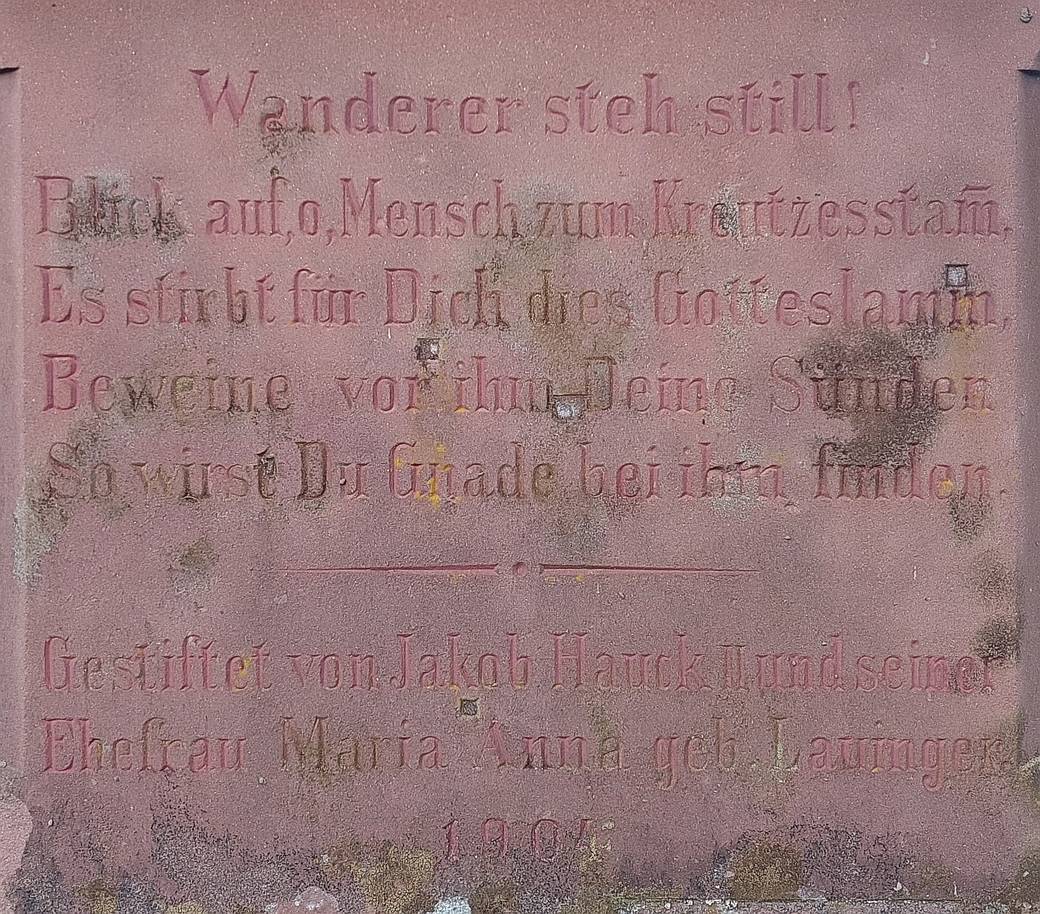 Wanderer steh still!
Blick auf, o, Mensch zum Kreutzesstam̄,
Es stirbt für Dich dies Gotteslamm,
Beweine vor ihm Deine Sünden
So wirst Du Gnade bei ihm finden.
Gestiftet von Jakob Hauck II und seiner
Ehefrau Maria Anna geb. Lauinger.
1904